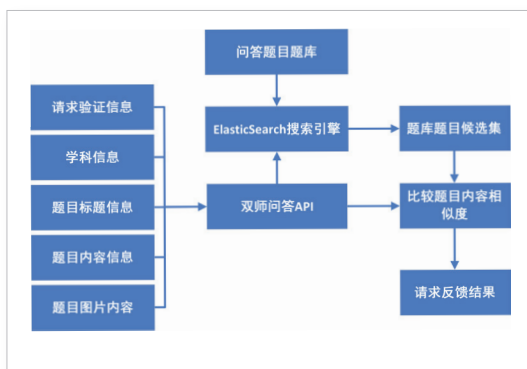 问答题目题库
请求验证信息
ElasticSearch搜索引擎
题库题目候选集
学科信息
题目标题信息
双师问答API
比较题目内容相
似度
题目内容信息
题目图片内容
请求反馈结果